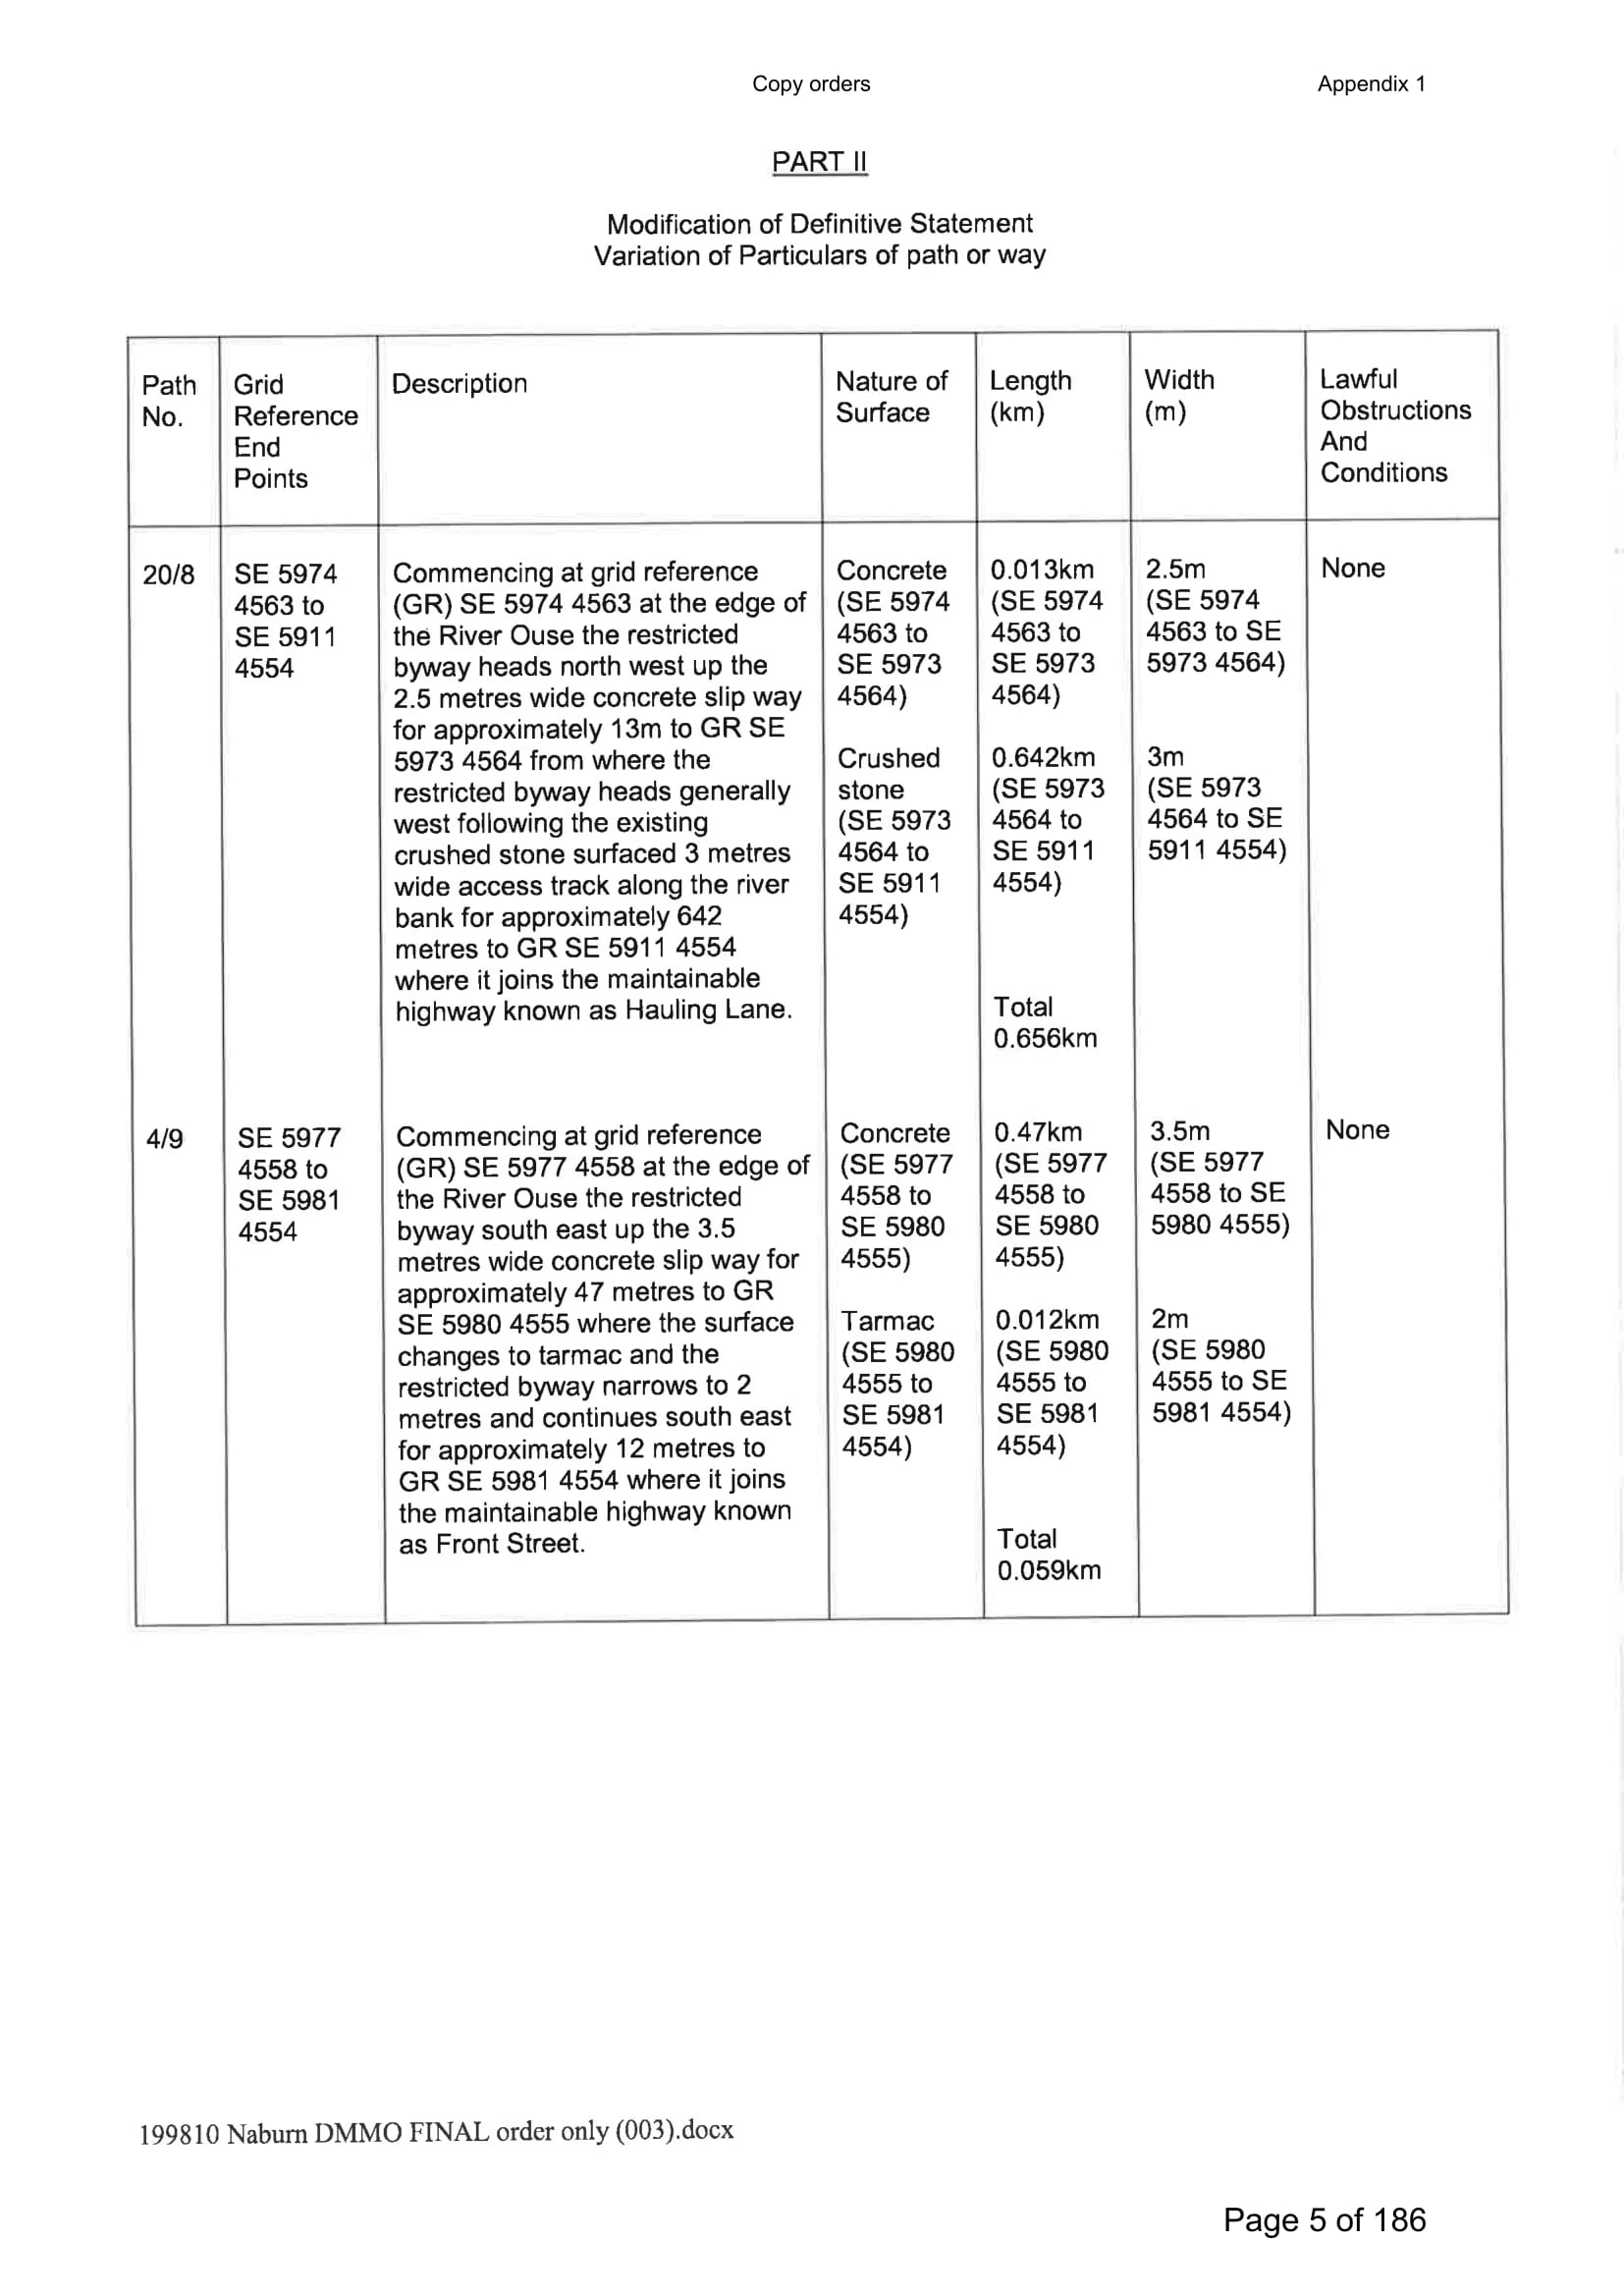 Copy orders
Appendix 1
PART II
Modification of Definitive Statement
Variation of Particulars of path or way
Path
No.
Grid
Reference
End
Points
Description
Nature of
Surface
Length
(km)
Width
(m)
Lawful
Obstructions
And
Conditions
20/8
SE 5974
4563 to
SE 5911
4554
Commencing at grid reference
(GR) SE 5974 4563 at the edge of
the River Ouse the restricted
byway heads north west up the
2.5 metres wide concrete slip way
for approximately 13m to GR SE
5973 4564 from where the
restricted byway heads generally
west following the existing
crushed stone surfaced 3 metres
wide access track along the river
bank for approximately 642
metres to GR SE 5911 4554
where it joins the maintainable
highway known as Hauling Lane.
Concrete
(SE 5974
4563 to
SE 5973
4564)
Crushed
stone
(SE 5973
4564 to
SE 5911
4554)
0.013km
(SE 5974
4563 to
SE 5973
4564)
0.642km
(SE 5973
4564 to
SE 5911
4554)
Total
0.656km
2.5m
(SE 5974
4563 to SE
5973 4564)
3m
(SE 5973
4564 to SE
5911 4554)
None
4/9
SE 5977
4558 to
SE 5981
4554
Commencing at grid reference
(GR) SE 5977 4558 at the edge of
the River Ouse the restricted
byway south east up the 3.5
metres wide concrete slip way for
approximately 47 metres to GR
SE 5980 4555 where the surface
changes to tarmac and the
restricted byway narrows to 2
metres and continues south east
for approximately 12 metres to
GR SE 5981 4554 where it joins
the maintainable highway known
as Front Street.
Concrete
(SE 5977
4558 to
SE 5980
4555)
Tarmac
(SE 5980
4555 to
SE 5981
4554)
0.47km
(SE 5977
4558 to
SE 5980
4555)
0.012km
(SE 5980
4555 to
SE 5981
4554)
Total
0.059km
3.5m
(SE 5977
4558 to SE
5980 4555)
2m
(SE 5980
4555 to SE
5981 4554)
None
199810 Naburn DMMO FINAL order only (003).docx
Page 5 of 186